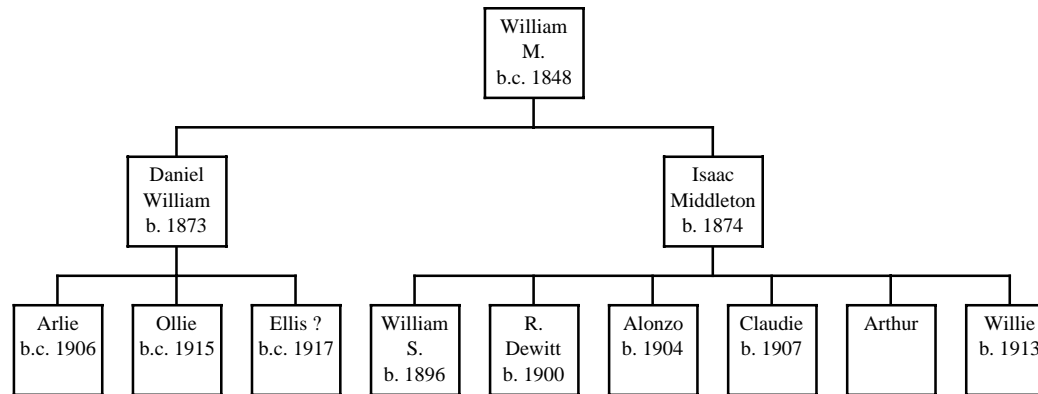 William
M.
b.c. 1848
Daniel
William
b. 1873
Isaac
Middleton
b. 1874
Arlie
b.c. 1906
Ollie
b.c. 1915
Ellis ?
b.c. 1917
William
S.
b. 1896
R.
Dewitt
b. 1900
Alonzo
b. 1904
Claudie
b. 1907
Arthur
Willie
b. 1913